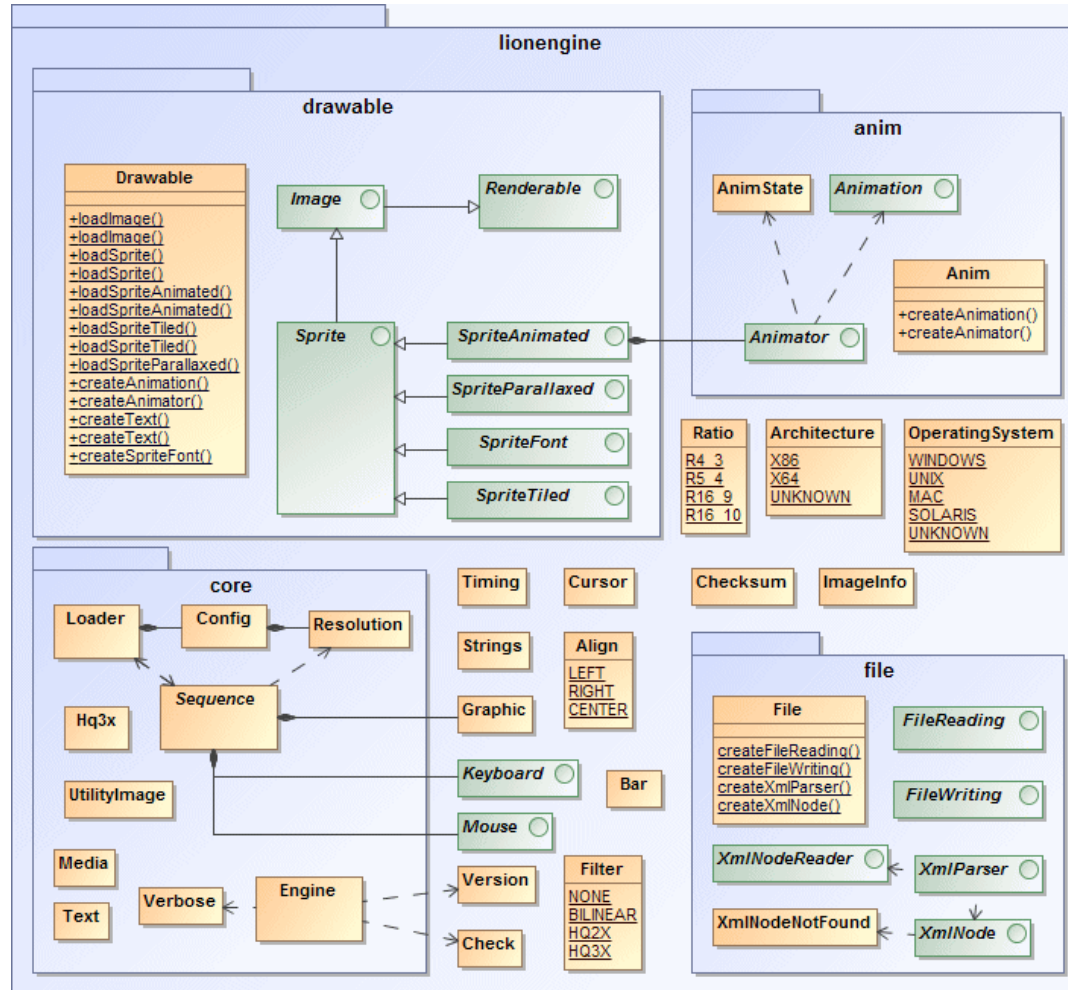 lionengine
drawable
Drawable
+loadImage()
+loadImage()
+loadSprite()
+loadSprite()
+loadSpriteAnimated()
+loadSpriteAnimated()
+loadSpriteTiled()
+loadSpriteTiled()
+loadSpriteParallaxed()
+createAnimation()
+createAnimator()
+createText()
+createText()
+createSpriteFont()
Image
Renderable
Sprite
SpriteAnimated
SpriteParallaxed
SpriteFont
SpriteTiled
anim
AnimState
Animation
Anim
+createAnimation()
+createAnimator()
Animator
Ratio
R4_3
R5_4
R16_9
R16_10
Architecture
X86
X64
UNKNOWN
OperatingSystem
WINDOWS
UNIX
MAC
SOLARIS
UNKNOWN
core
Loader
Config
Resolution
Sequence
Hq3x
UtilityImage
Media
Text
Verbose
Engine
Timing
Cursor
Checksum
ImageInfo
Strings
Align
LEFT
RIGHT
CENTER
Graphic
Keyboard
Bar
Mouse
Version
Check
Filter
NONE
BILINEAR
HQ2X
HQ3X
file
File
createFileReading()
createFileWriting()
createXmlParser()
createXmlNode()
FileReading
FileWriting
XmlNodeReader
XmlParser
XmlNodeNotFound
XmlNode